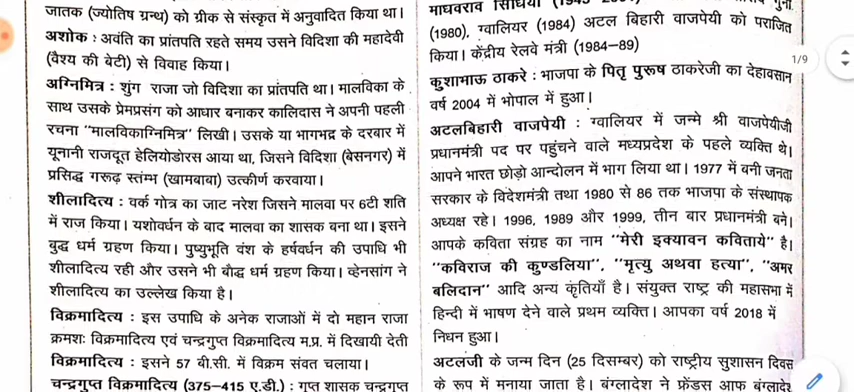 जातक (ज्योतिष ग्रन्थ) को ग्रीक से संस्कृत में अनुवादित किया था।
अशोक : अवंति का प्रांतपति रहते समय उसने विदिशा की महादेवी
(वैश्य की बेटी) से विवाह किया।
अग्निमित्र : शुंग राजा जो विदिशा का प्रांतपति था। मालविका के
साथ उसके प्रेमप्रसंग को आधार बनाकर कालिदास ने अपनी पहली
रचना "मालविकाग्निमित्र" लिखी। उसके या भागभद्र के दरबार में
यूनानी राजदूत हेलियोडोरस आया था, जिसने विदिशा (बेसनगर) में
प्रसिद्ध गरूढ़ स्तंभ (खामबाबा) उत्कीर्ण करवाया।
शीलादित्य : वर्क गोत्र का जाट नरेश जिसने मालवा पर 6टी शति
में राज किया। यशोवर्धन के बाद मालवा का शासक बना था। इसने
बुद्ध धर्म ग्रहण किया। पुष्युभूति वंश के हर्षवर्धन की उपाधि भी
शीलादित्य रही और उसने भी बौद्ध धर्म ग्रहण किया। व्हेनसांग ने
शीलादित्य का उल्लेख किया है।
विक्रमादित्य : इस उपाधि के अनेक राजाओं में दो महान राजा
क्रमशः विक्रमादित्य एवं चन्द्रगुप्त विक्रमादित्य म.प्र. में दिखायी देती
विक्रमादित्य : इसने 57 बी.सी. में विक्रम संवत चलाया।
चन्द्रगुप्त विक्रमादित्य (375–415 ए.डी.) : गुप्त शासक चन्द्रगुप्त
माधवराव सिंधिया
(1980), ग्वालियर (1984) अटल बिहारी वाजपेयी को पराजित
किया। केंद्रीय रेलवे मंत्री (1984–89)
1/9
कुशाभाऊ ठाकरे : भाजपा के पितृ पुरूष ठाकरेजी का देहावसान
वर्ष 2004 में भोपाल में हुआ।
अटलबिहारी वाजपेयी : ग्वालियर में जन्मे श्री वाजपेयीजी
प्रधानमंत्री पद पर पहुंचने वाले मध्यप्रदेश के पहले व्यक्ति थे।
आपने भारत छोड़ो आन्दोलन में भाग लिया था। 1977 में बनी जनता
सरकार के विदेशमंत्री तथा 1980 से 86 तक भाजपा के संस्थापक
अध्यक्ष रहे। 1996, 1989 और 1999, तीन बार प्रधानमंत्री बने।
आपके कविता संग्रह का नाम "मेरी इक्यावन कवितायें" है।
"कविराज की कुण्डलिया", "मृत्यु अथवा हत्या", "अमर
बलिदान" आदि अन्य कृतियाँ है। संयुक्त राष्ट्र की महासभा में
हिन्दी में भाषण देने वाले प्रथम व्यक्ति। आपका वर्ष 2018 में
निधन हुआ।
अटलजी के जन्म दिन (25 दिसम्बर) को राष्ट्रीय सुशासन दिवस
के रूप में मनाया जाता है। बंग्लादेश ने फ्रेंडस आफ बंग्लादेश